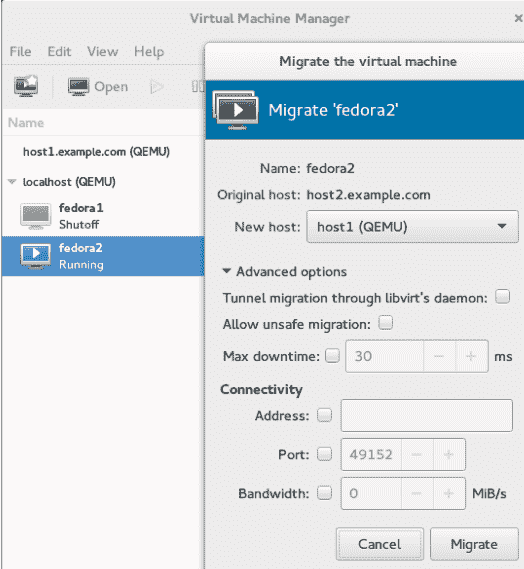 Virtual Machine Manager
File Edit View Help
Open
Name
host1.example.com (QEMU)
localhost (QEMU)
fedora1
Shutoff
fedora2
Running
Migrate the virtual machine
Migrate 'fedora2'
Name: fedora2
Original host: host2.example.com
New host: host1 (QEMU)
Advanced options
Tunnel migration through libvirt's daemon:
Allow unsafe migration:
Max downtime: 30 ms
Connectivity
Address:
Port: 49152
Bandwidth: 0 MiB/s
Cancel Migrate